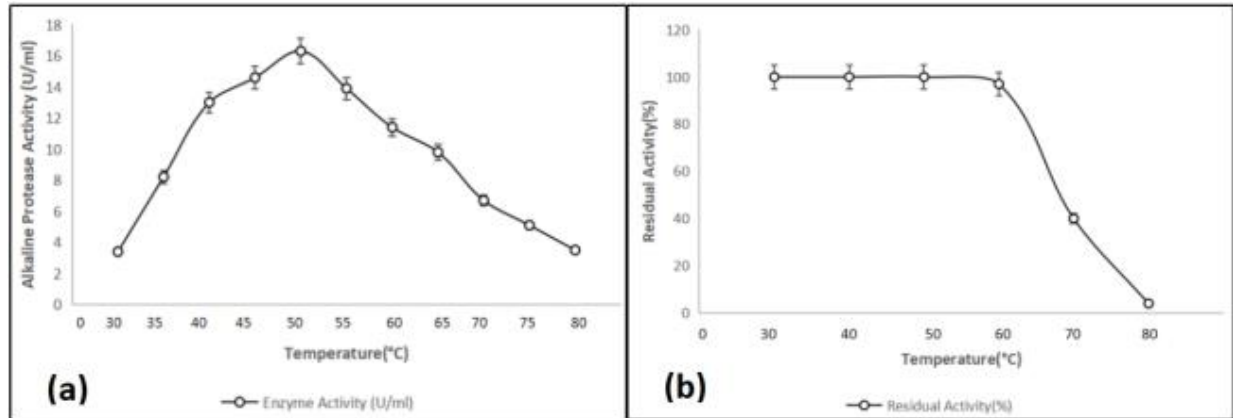 18
16
14
12
10
8
6
4
2
0
Alkaline Protease Activity (U/ml)
0 30 35 40 45 50 55 60 65 70 75 80
Temperature(°C)
(a)
Enzyme Activity (U/ml)
120
100
80
60
40
20
0
Residual Activity(%)
0 30 40 50 60 70 80
Temperature(°C)
(b)
Residual Activity(%)